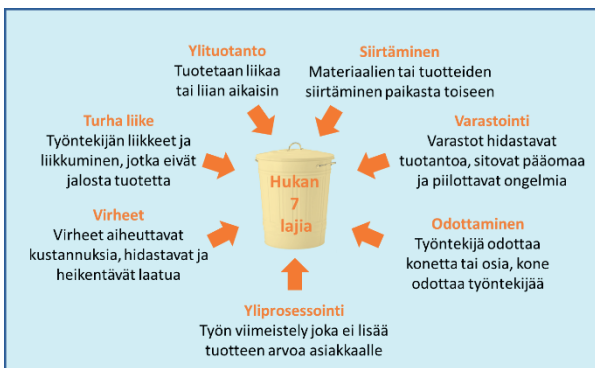 Ylituotanto
Tuotetaan liikaa
tai liian aikaisin
Siirtäminen
Materiaalien tai tuotteiden
siirtäminen paikasta toiseen
Turha liike
Työntekijän liikkeet ja
liikkuminen, jotka eivät
jalosta tuotetta
Varastointi
Varastot hidastavat
tuotantoa, sitovat pääomaa
ja piilottavat ongelmia
Hukan
7
lajia
Virheet
Virheet aiheuttavat
kustannuksia, hidastavat ja
heikentävät laatua
Odottaminen
Työntekijä odottaa
konetta tai osia, kone
odottaa työntekijää
Yliprosessointi
Työn viimeistely joka ei lisää
tuotteen arvoa asiakkaalle